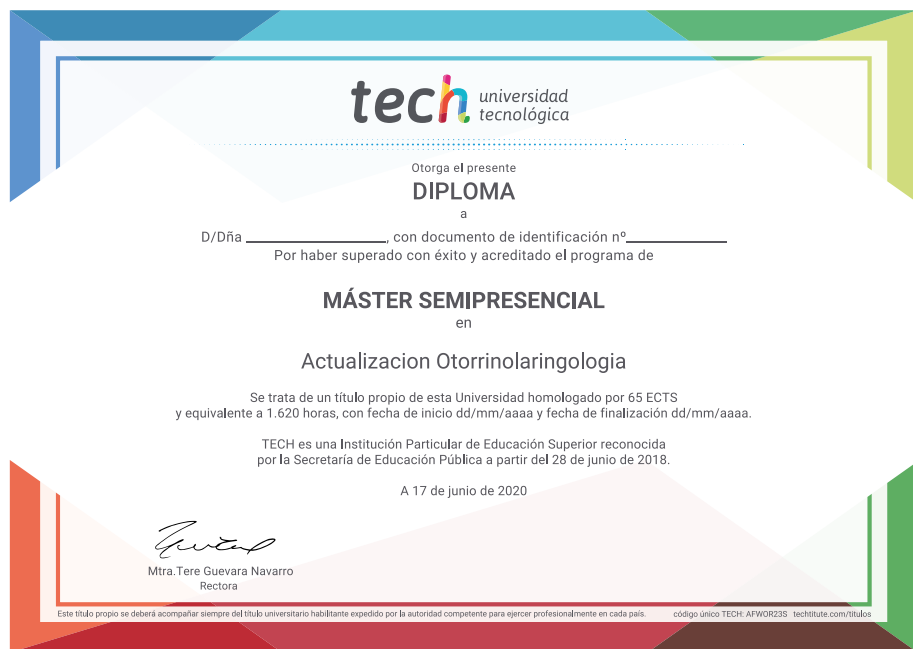 tech universidad
tecnológica
Otorga el presente
DIPLOMA
a
D/Dña ________________, con documento de identificación nº____________
Por haber superado con éxito y acreditado el programa de
MÁSTER SEMIPRESENCIAL
en
Actualizacion Otorrinolaringologia
Se trata de un título propio de esta Universidad homologado por 65 ECTS
y equivalente a 1.620 horas, con fecha de inicio dd/mm/aaaa y fecha de finalización dd/mm/aaaa.
TECH es una Institución Particular de Educación Superior reconocida
por la Secretaría de Educación Pública a partir del 28 de junio de 2018.
A 17 de junio de 2020
Mtra.Tere Guevara Navarro
Rectora
Este título propio se deberá acompañar siempre del título universitario habilitante expedido por la autoridad competente para ejercer profesionalmente en cada país. código único TECH: AFWOR23S techtitute.com/titulos